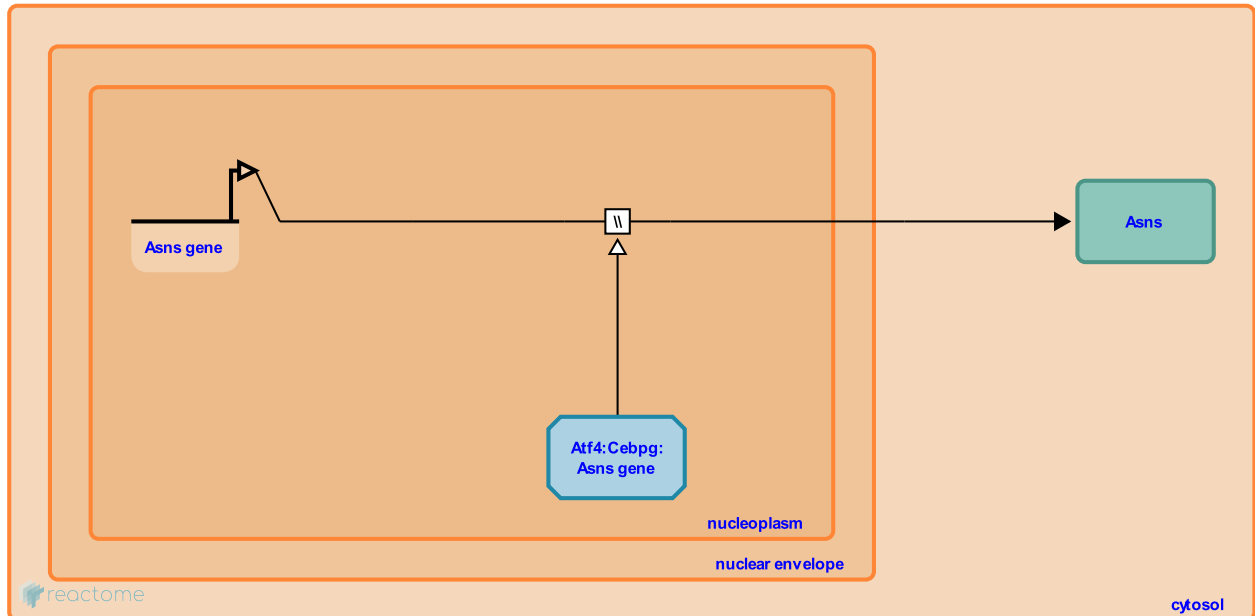 \\
Asns gene
Asns
Atf4:Cebpg:
Asns gene
nucleoplasm
nuclear envelope
reactome
cytosol